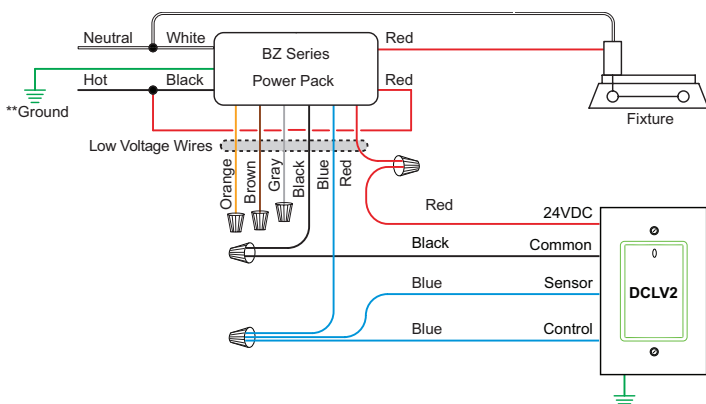 Neutral
White
BZ Series
Power Pack
Red
Hot
Black
Red
**Ground
Fixture
Low Voltage Wires
Orange
Brown
Gray
Black
Blue
Red
Red
24VDC
Black
Common
Blue
Sensor
DCLV2
Blue
Control